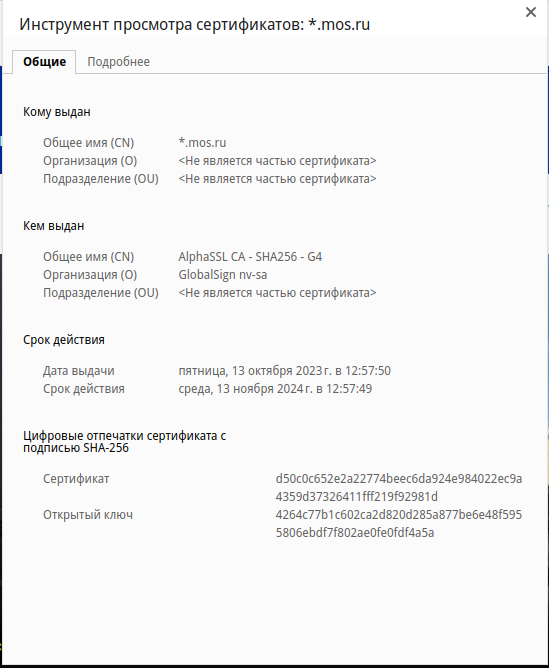 Инструмент просмотра сертификатов: *.mos.ru
Общие Подробнее
Кому выдан
Общее имя (CN) *.mos.ru
Организация (O) <Не является частью сертификата>
Подразделение (OU) <Не является частью сертификата>
Кем выдан
Общее имя (CN) AlphaSSL CA - SHA256 - G4
Организация (O) GlobalSign nv-sa
Подразделение (OU) <Не является частью сертификата>
Срок действия
Дата выдачи пятница, 13 октября 2023 г. в 12:57:50
Срок действия среда, 13 ноября 2024 г. в 12:57:49
Цифровые отпечатки сертификата с
подписью SHA-256
Сертификат d50c0c652e2a22774beec6da924e984022ec9a
4359d37326411fff219f92981d
Открытый ключ 4264c77b1c602ca2d820d285a877be6e48f595
5806ebdf7f802ae0fe0fdf4a5a